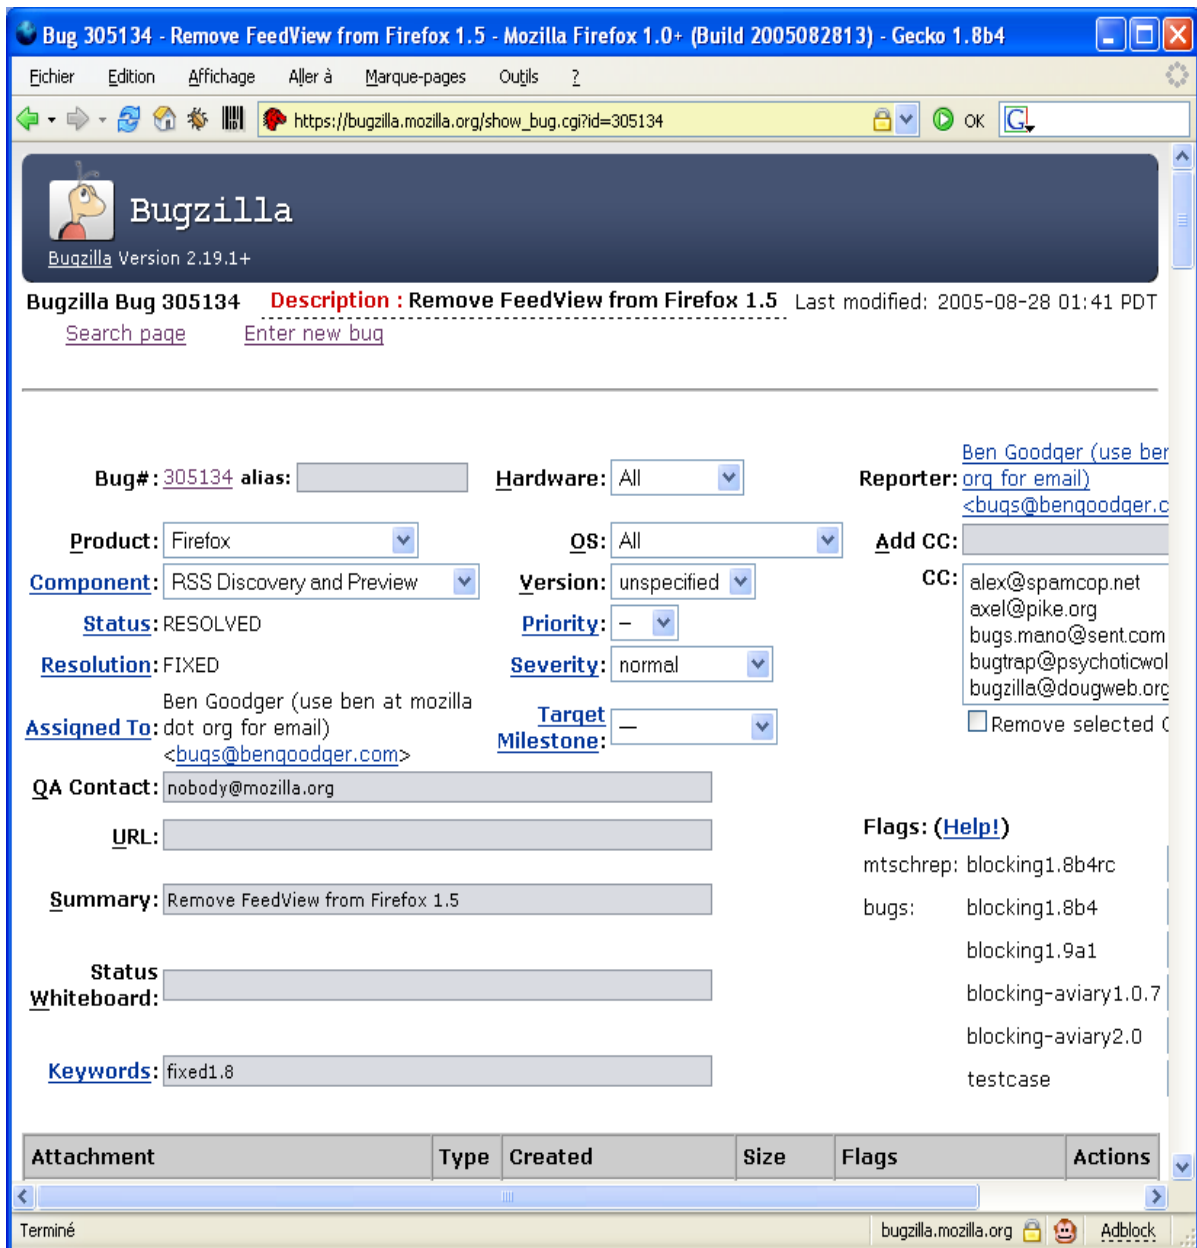 Bug 305134 - Remove FeedView from Firefox 1.5 - Mozilla Firefox 1.0+ (Build 2005082813) - Gecko 1.8b4
Fichier Edition Affichage Aller à Marque-pages Outils ?
https://bugzilla.mozilla.org/show_bug.cgi?id=305134 OK G
Bugzilla
Bugzilla Version 2.19.1+
Bugzilla Bug 305134 Description : Remove FeedView from Firefox 1.5 Last modified: 2005-08-28 01:41 PDT
Search page Enter new bug
Bug#: 305134 alias:
Hardware: All
Reporter: Ben Goodger (use ben
org for email)
<bugs@bengoodger.c
Product: Firefox
OS: All
Add CC:
Component: RSS Discovery and Preview
Version: unspecified
CC: alex@spamcop.net
axel@pike.org
bugs.mano@sent.com
bugtrap@psychoticwol
bugzilla@dougweb.org
Remove selected C
Status: RESOLVED
Priority: –
Resolution: FIXED
Severity: normal
Assigned To: Ben Goodger (use ben at mozilla
dot org for email)
<bugs@bengoodger.com>
Target
Milestone: —
QA Contact: nobody@mozilla.org
URL:
Summary: Remove FeedView from Firefox 1.5
Status
Whiteboard:
Keywords: fixed1.8
Flags: (Help!)
mtschrep: blocking1.8b4rc
bugs: blocking1.8b4
blocking1.9a1
blocking-aviary1.0.7
blocking-aviary2.0
testcase
Attachment Type Created Size Flags Actions
Terminé bugzilla.mozilla.org Adblock